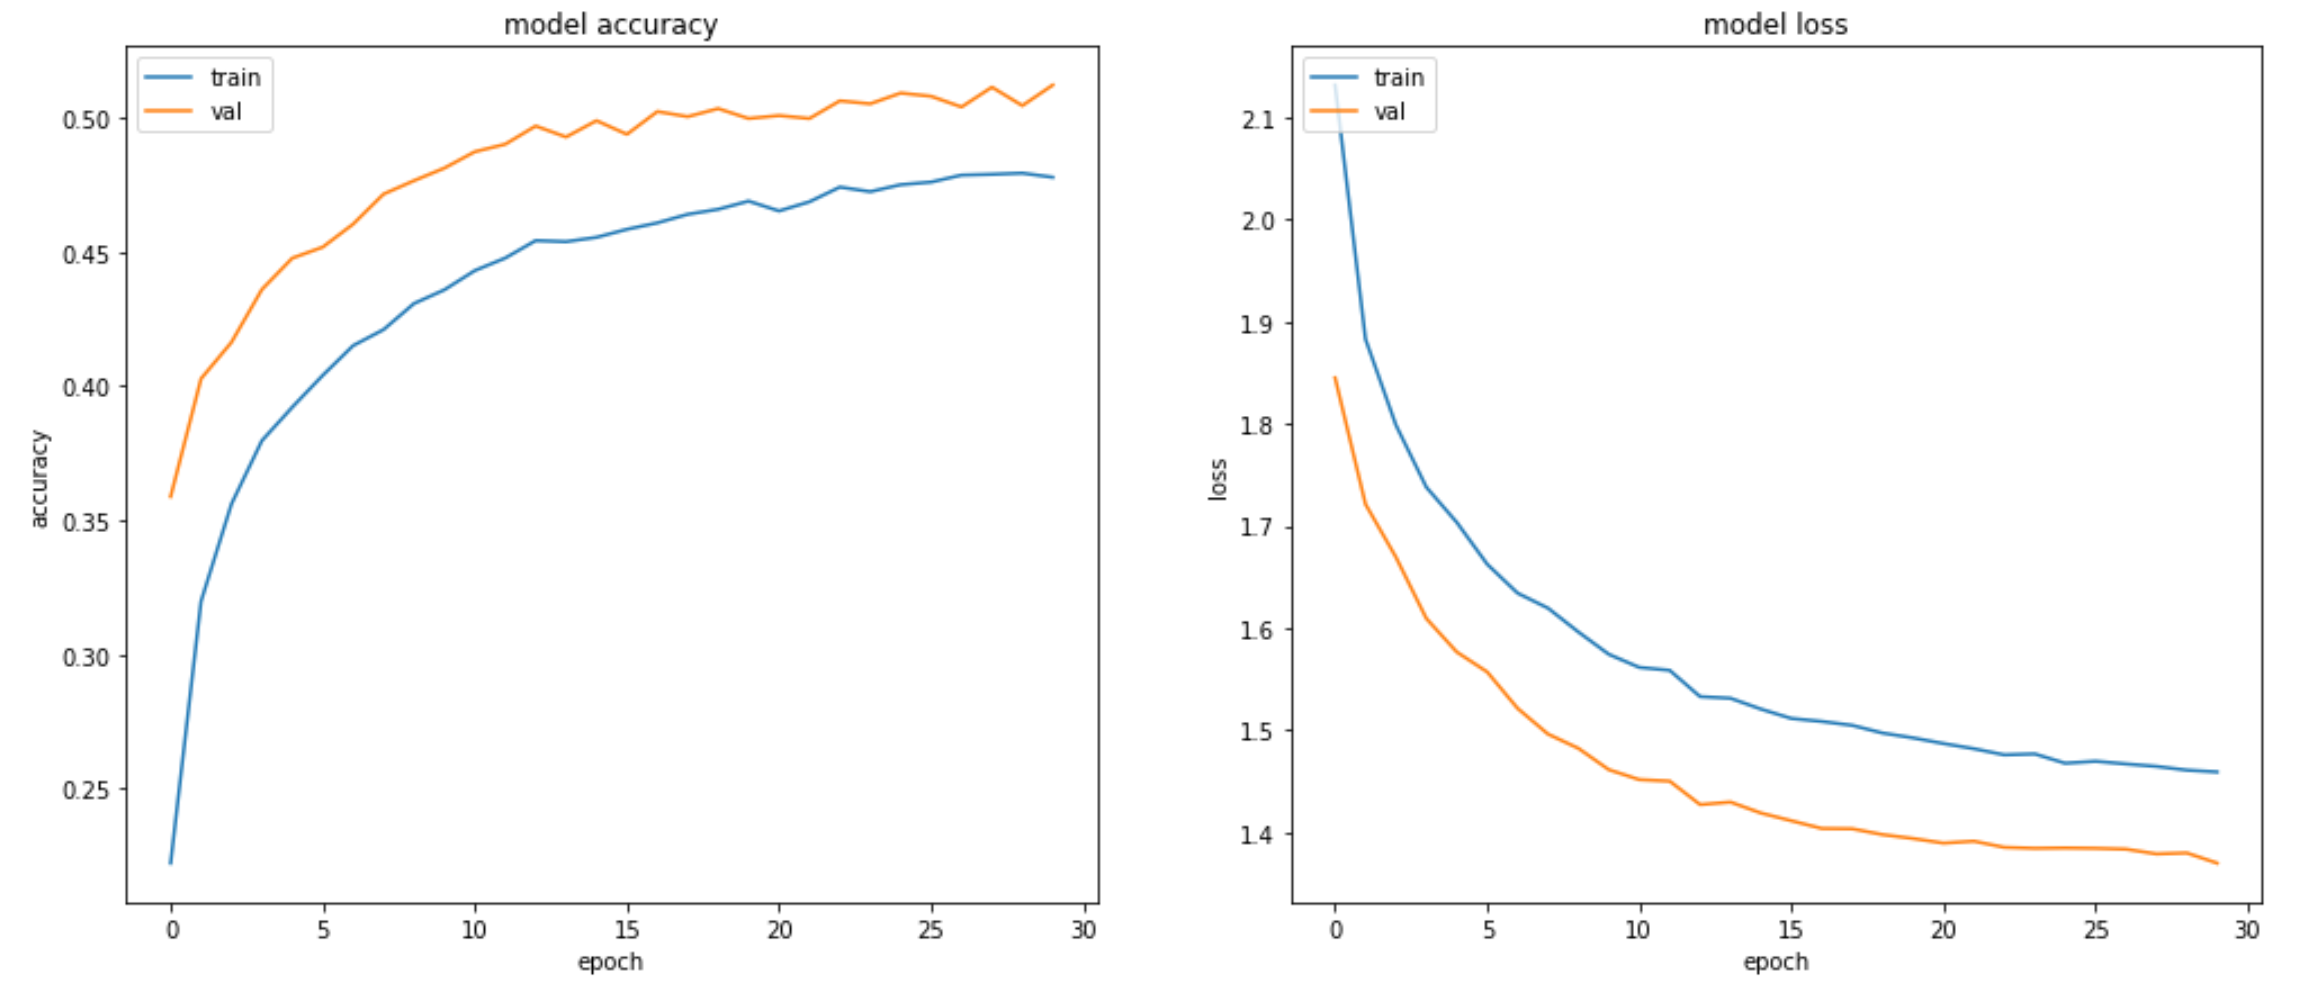 model accuracy
train
val
0.50
0.45
0.40
0.35
0.30
0.25
accuracy
0 5 10 15 20 25 30
epoch
model loss
train
val
2.1
2.0
1.9
1.8
1.7
1.6
1.5
1.4
loss
0 5 10 15 20 25 30
epoch